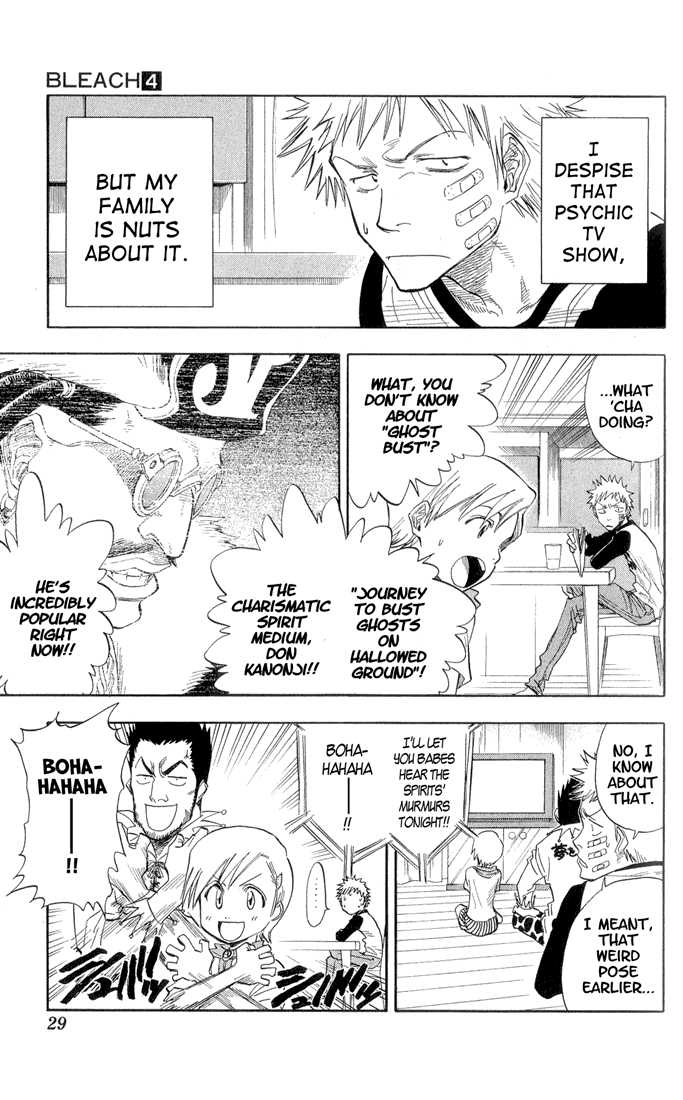 BLEACH 4
I
DESPISE
THAT
PSYCHIC
TV
SHOW,
BUT MY
FAMILY
IS NUTS
ABOUT IT.
...WHAT
'CHA
DOING?
WHAT, YOU
DON'T KNOW
ABOUT
"GHOST
BUST"?
"JOURNEY
TO BUST
GHOSTS
ON
HALLOWED
GROUND"!
THE
CHARISMATIC
SPIRIT
MEDIUM,
DON
KANONJI!!
HE'S
INCREDIBLY
POPULAR
RIGHT
NOW!!
NO, I
KNOW
ABOUT
THAT.
I MEANT,
THAT
WEIRD
POSE
EARLIER...
I'LL LET
YOU BABES
HEAR THE
SPIRITS'
MURMURS
TONIGHT!!
BOHA-
HAHAHA
—
!!
......
BOHA-
HAHAHA
—
!!
29